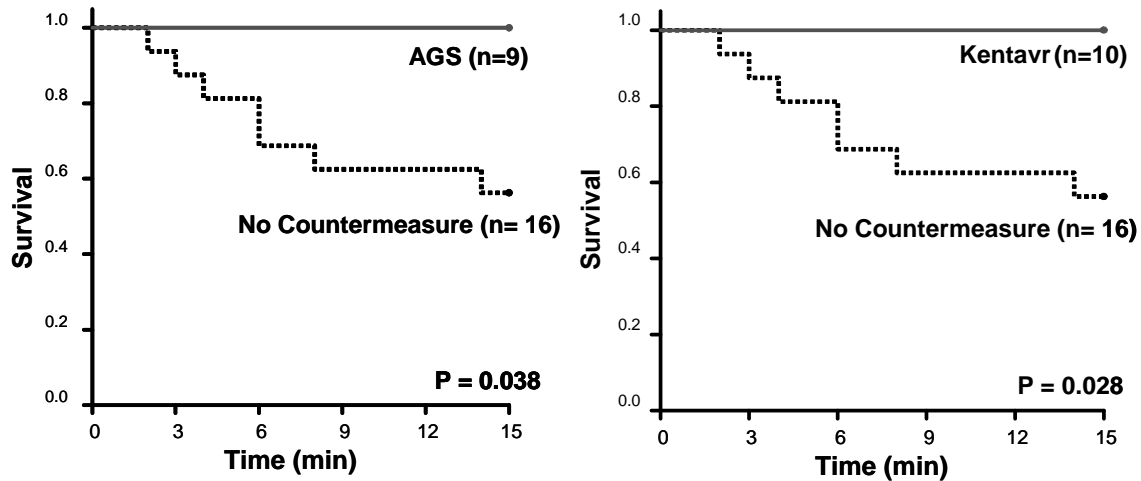 1.0
0.8
0.6
0.4
0.2
0.0
Survival
AGS (n=9)
No Countermeasure (n= 16)
P = 0.038
0 3 6 9 12 15
Time (min)
1.0
0.8
0.6
0.4
0.2
0.0
Survival
Kentavr (n=10)
No Countermeasure (n= 16)
P = 0.028
0 3 6 9 12 15
Time (min)